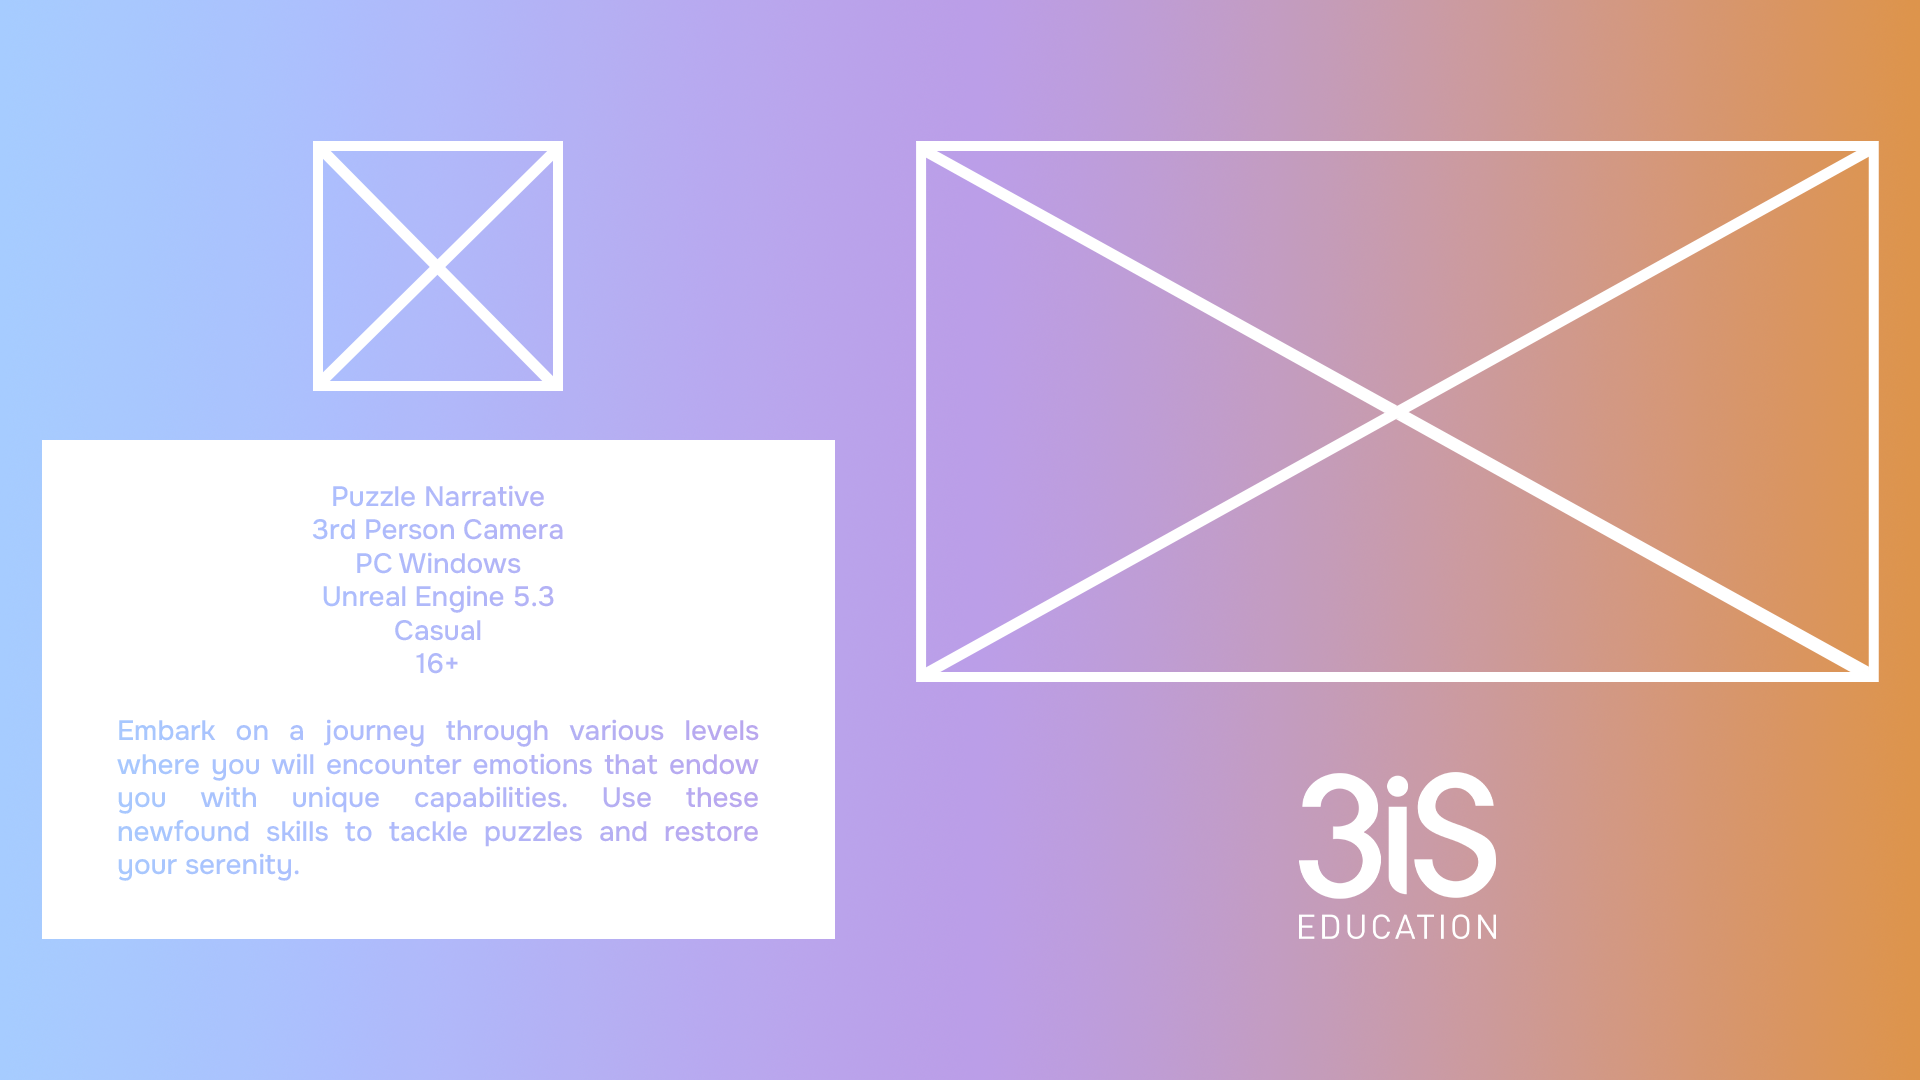 Puzzle Narrative
3rd Person Camera
PC Windows
Unreal Engine 5.3
Casual
16+
Embark on a journey through various levels
where you will encounter emotions that endow
you with unique capabilities. Use these
newfound skills to tackle puzzles and restore
your serenity.
3iS
EDUCATION